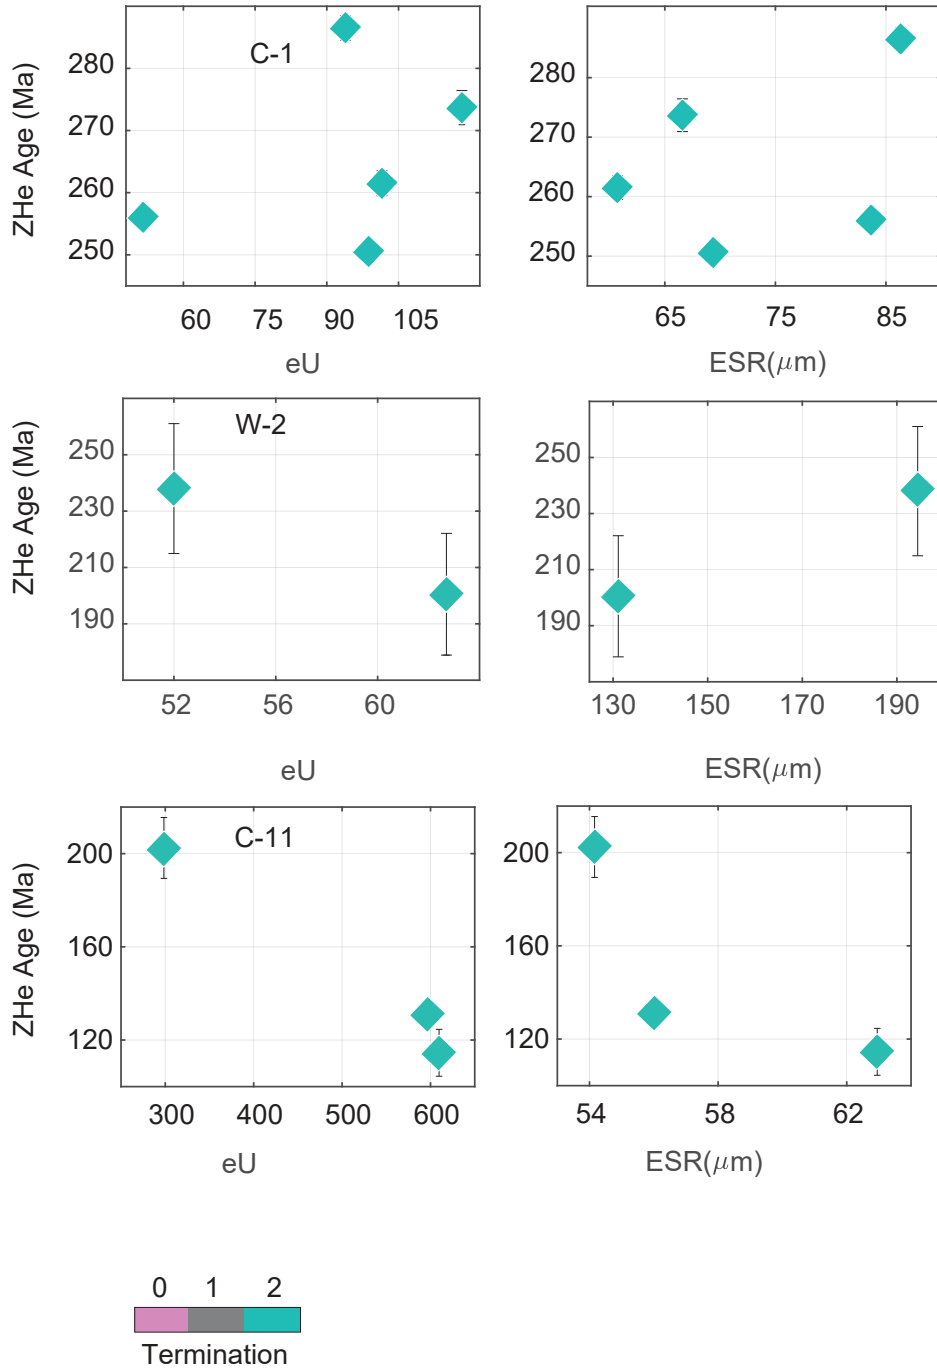 C-1
ZHe Age (Ma)
280
270
260
250
60 75 90 105
eU
280
270
260
250
65 75 85
ESR(μm)
W-2
ZHe Age (Ma)
250
230
210
190
52 56 60
eU
250
230
210
190
130 150 170 190
ESR(μm)
C-11
ZHe Age (Ma)
200
160
120
300 400 500 600
eU
200
160
120
54 58 62
ESR(μm)
0 1 2
Termination